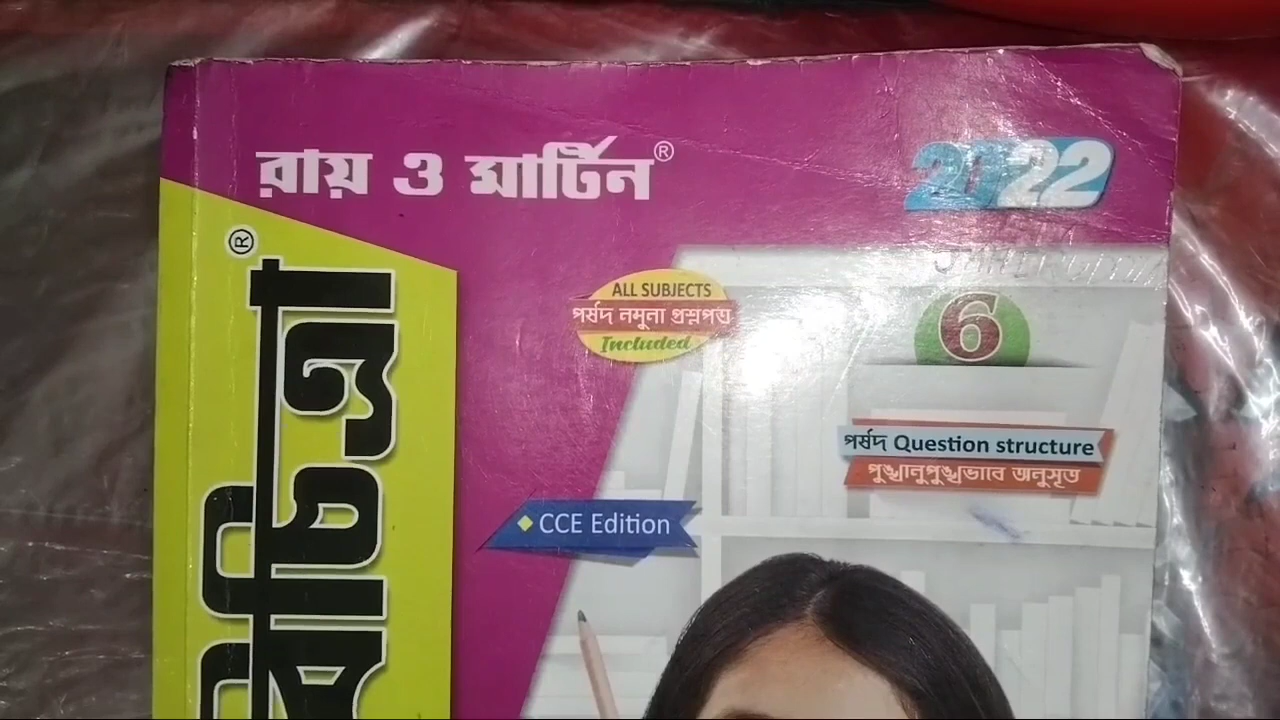 রায় ও মার্টিন®
2022
ALL SUBJECTS
পর্ষদ নমুনা প্রশ্নপত্র
Included
6
পর্ষদ Question structure
পুঙ্খানুপুঙ্খভাবে অনুসৃত
CCE Edition